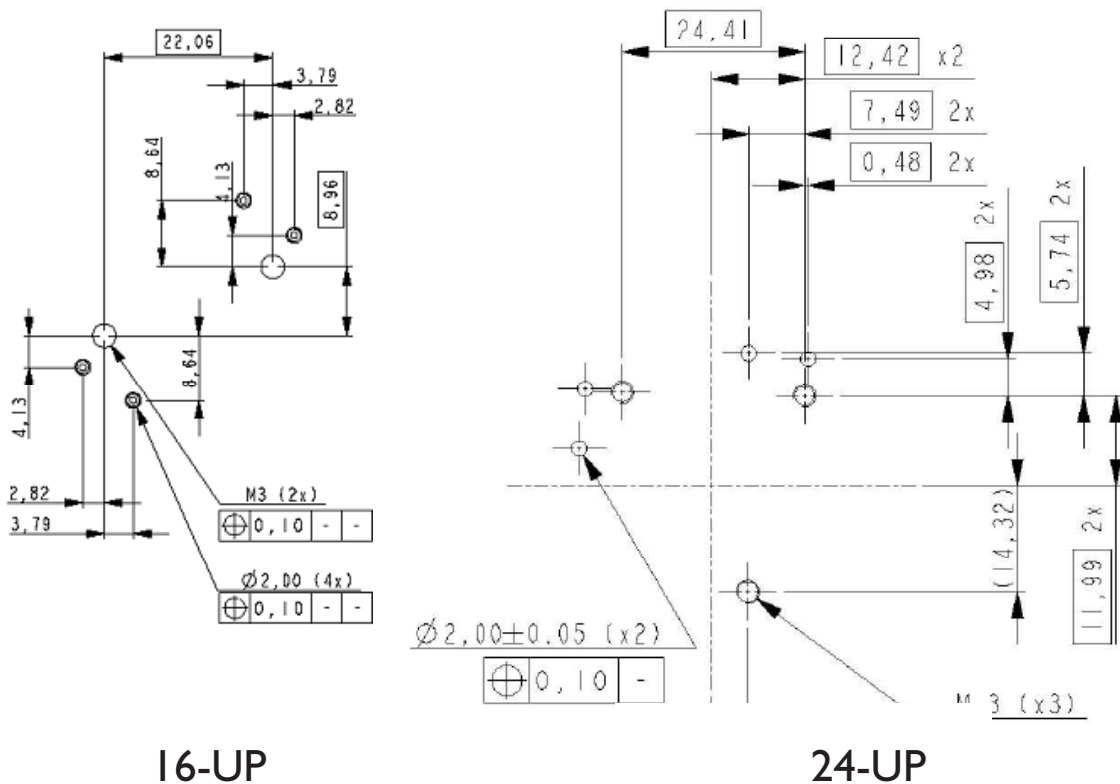 22,06
3,79
2,82
8,64
4,13
8,96
8,64
4,13
2,82
3,79
M3 (2x)
⌖ 0,10 - -
Ø2,00 (4x)
⌖ 0,10 - -
16-UP
24,41
12,42 x2
7,49 2x
0,48 2x
4,98 2x
5,74 2x
(14,32)
11,99 2x
Ø2,00±0.05 (x2)
⌖ 0,10 -
M 3 (x3)
24-UP